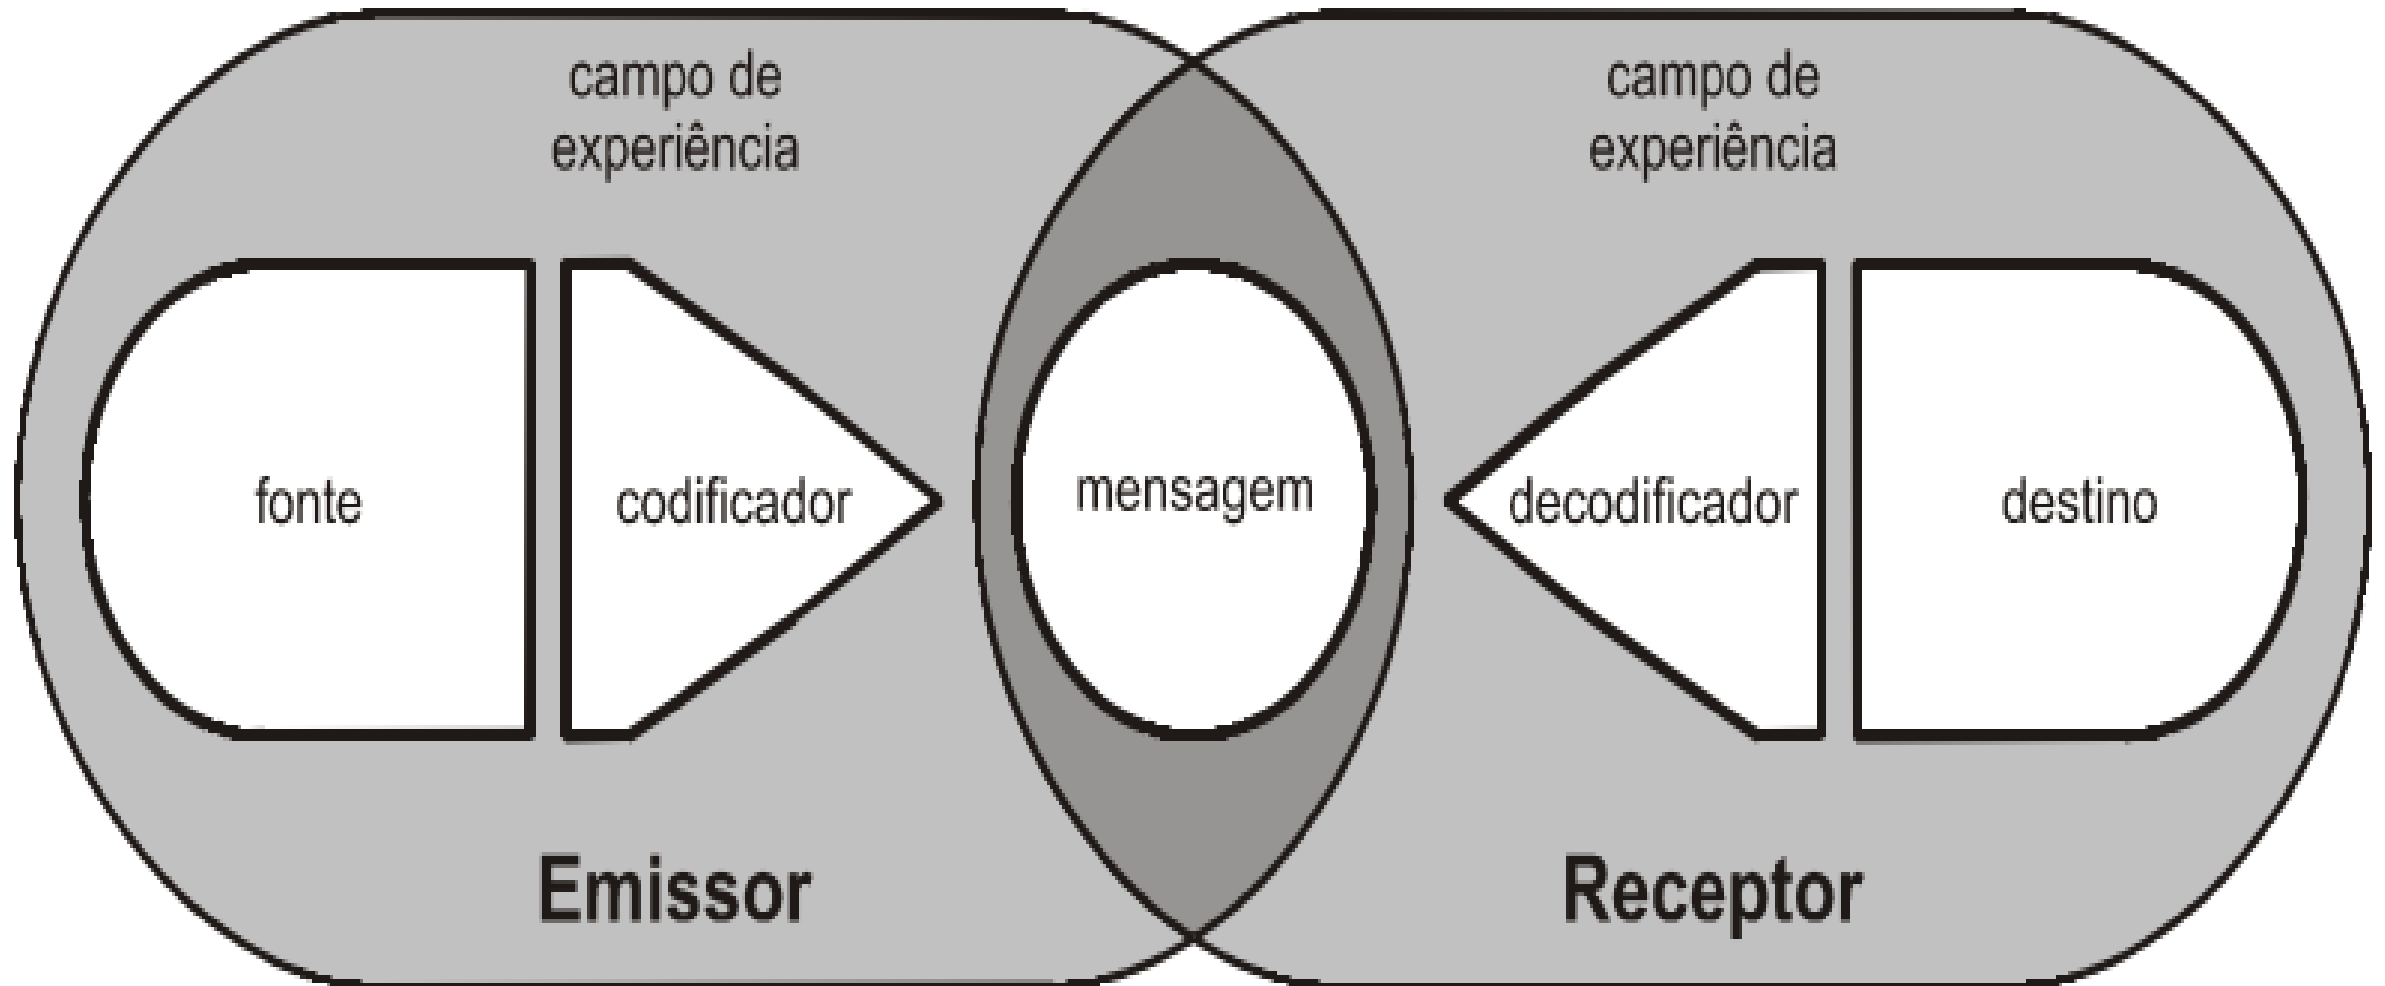 campo de
experiência
campo de
experiência
fonte
codificador
mensagem
decodificador
destino
Emissor
Receptor